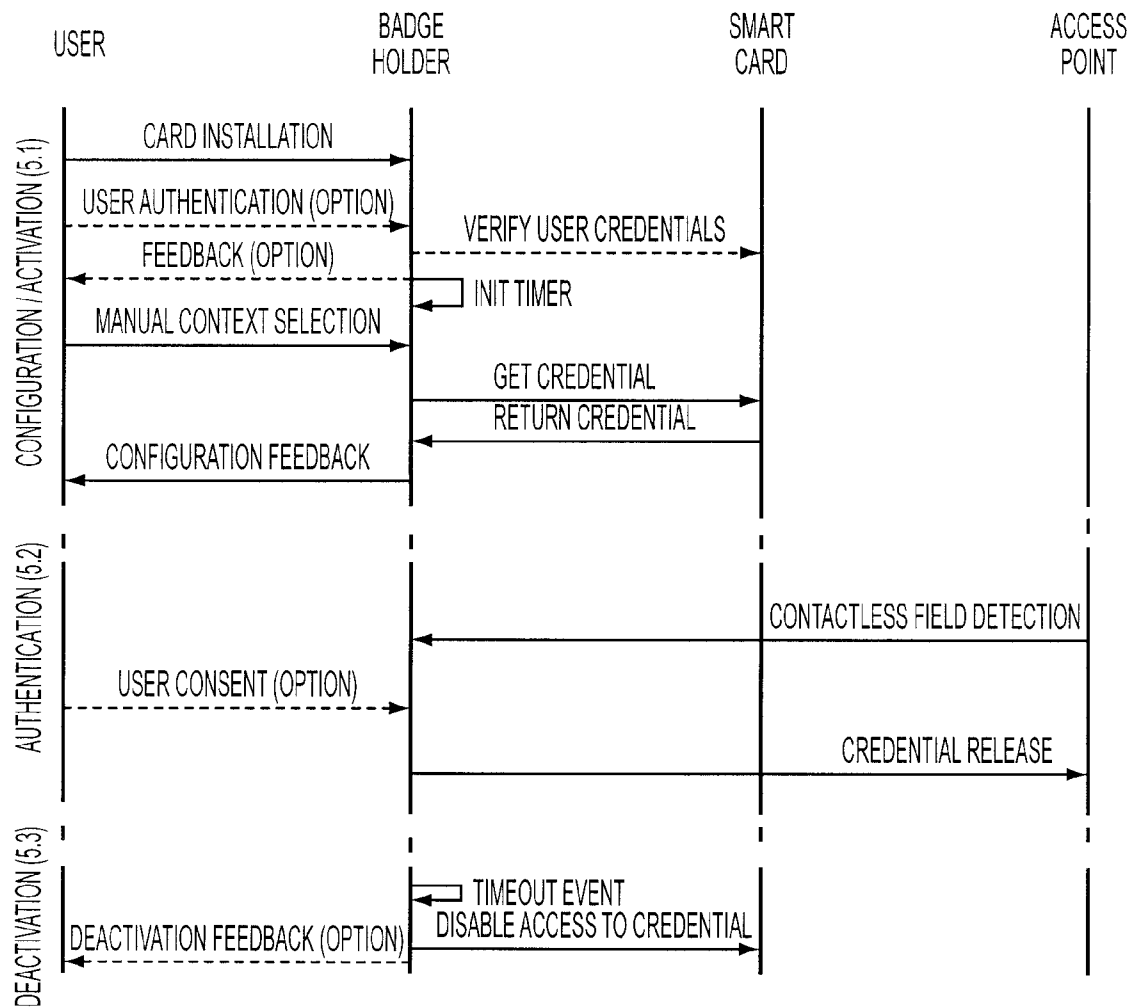 USER
BADGE
HOLDER
SMART
CARD
ACCESS
POINT
CONFIGURATION / ACTIVATION (5.1)
CARD INSTALLATION
USER AUTHENTICATION (OPTION)
VERIFY USER CREDENTIALS
FEEDBACK (OPTION)
INIT TIMER
MANUAL CONTEXT SELECTION
GET CREDENTIAL
RETURN CREDENTIAL
CONFIGURATION FEEDBACK
AUTHENTICATION (5.2)
CONTACTLESS FIELD DETECTION
USER CONSENT (OPTION)
CREDENTIAL RELEASE
DEACTIVATION (5.3)
TIMEOUT EVENT
DISABLE ACCESS TO CREDENTIAL
DEACTIVATION FEEDBACK (OPTION)